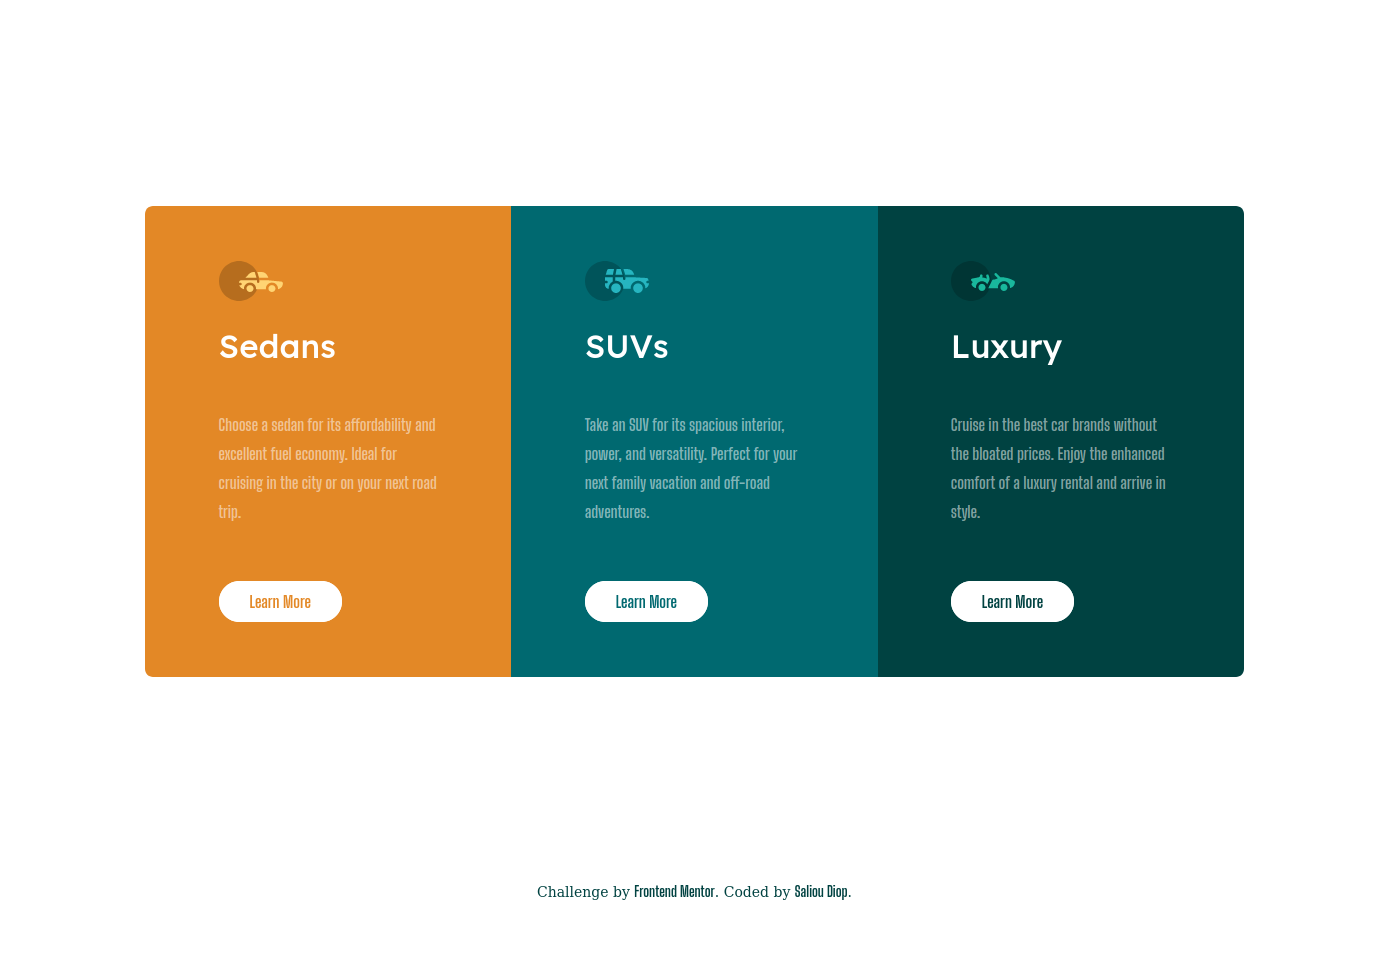 Sedans
Choose a sedan for its affordability and
excellent fuel economy. Ideal for
cruising in the city or on your next road
trip.
Learn More
SUVs
Take an SUV for its spacious interior,
power, and versatility. Perfect for your
next family vacation and off-road
adventures.
Learn More
Luxury
Cruise in the best car brands without
the bloated prices. Enjoy the enhanced
comfort of a luxury rental and arrive in
style.
Learn More
Challenge by Frontend Mentor. Coded by Saliou Diop.